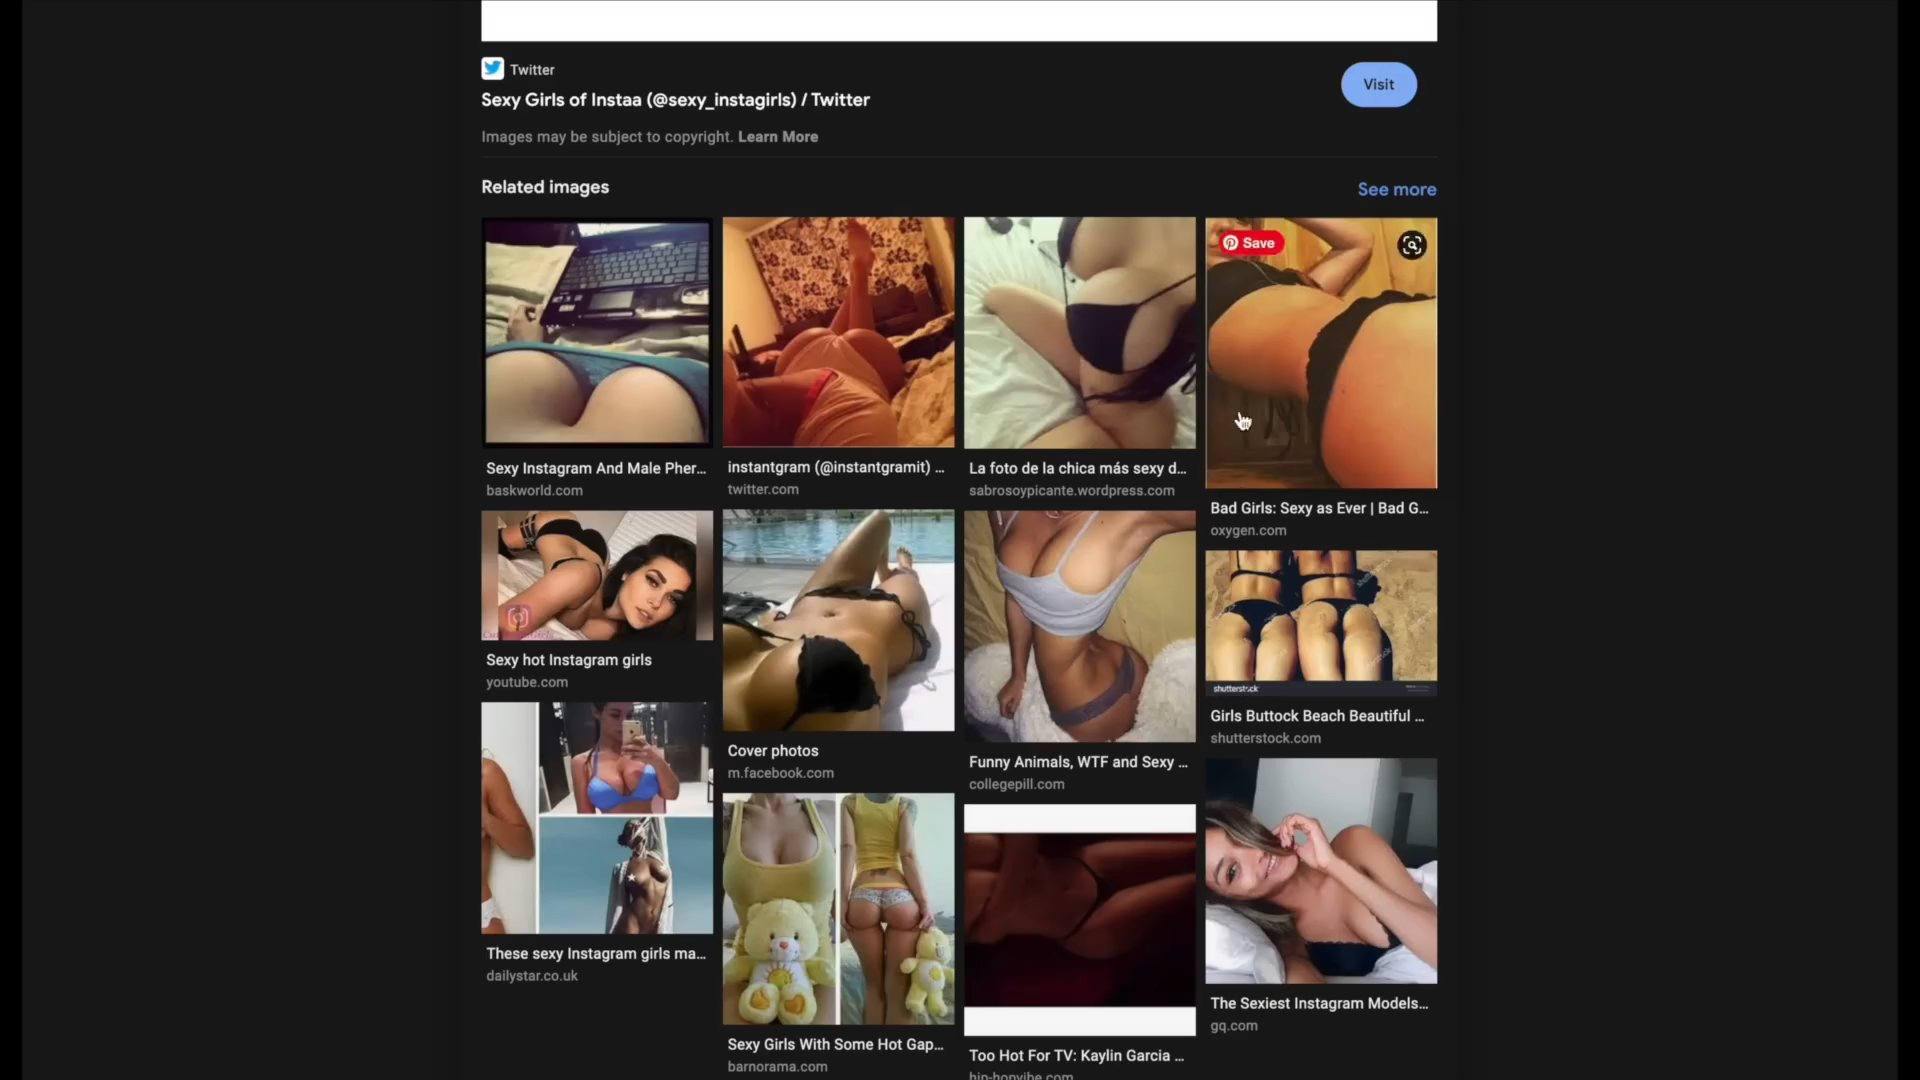 Twitter
Visit
Sexy Girls of Instaa (@sexy_instagirls) / Twitter
Images may be subject to copyright. Learn More
Related images
See more
Save
Sexy Instagram And Male Pher...
baskworld.com
instantgram (@instantgramit) ...
twitter.com
La foto de la chica más sexy d...
sabrosoypicante.wordpress.com
Bad Girls: Sexy as Ever | Bad G...
oxygen.com
Sexy hot Instagram girls
youtube.com
shutterstock
Girls Buttock Beach Beautiful ...
shutterstock.com
Cover photos
m.facebook.com
Funny Animals, WTF and Sexy ...
collegepill.com
These sexy Instagram girls ma...
dailystar.co.uk
The Sexiest Instagram Models...
gq.com
Sexy Girls With Some Hot Gap...
barnorama.com
Too Hot For TV: Kaylin Garcia ...
hip-hopvibe.com